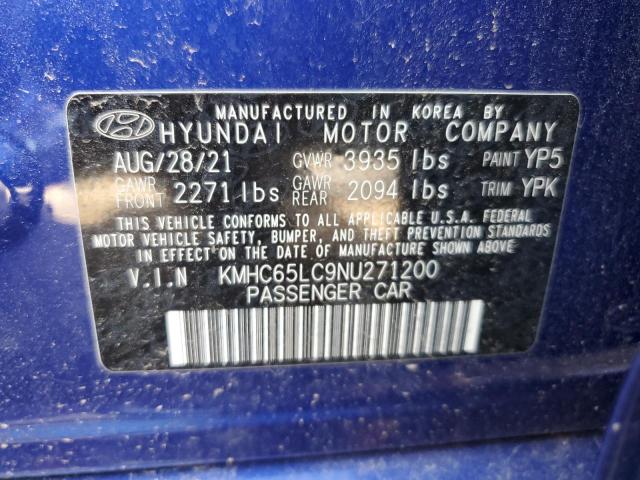 MANUFACTURED IN KOREA BY
HYUNDAI MOTOR COMPANY
AUG/28/21 GVWR 3935 lbs PAINT YP5
GAWR FRONT 2271 lbs GAWR REAR 2094 lbs TRIM YPK
THIS VEHICLE CONFORMS TO ALL APPLICABLE U.S.A. FEDERAL
MOTOR VEHICLE SAFETY, BUMPER, AND THEFT PREVENTION STANDARDS
IN EFFECT ON THE DATE OF MANUFACTURE SHOWN ABOVE.
V.I.N KMHC65LC9NU271200
PASSENGER CAR